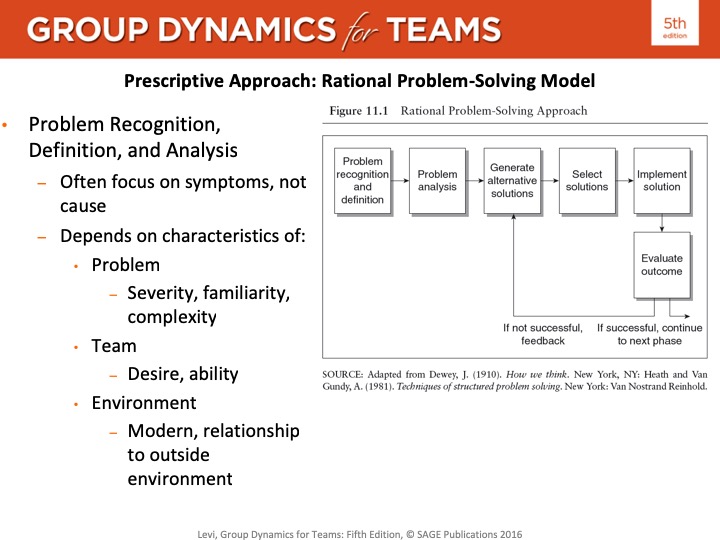 GROUP DYNAMICS for TEAMS
5th
edition
Prescriptive Approach: Rational Problem-Solving Model
• Problem Recognition,
Definition, and Analysis
– Often focus on symptoms, not
cause
– Depends on characteristics of:
• Problem
– Severity, familiarity,
complexity
• Team
– Desire, ability
• Environment
– Modern, relationship
to outside
environment
Figure 11.1 Rational Problem-Solving Approach
Problem
recognition
and
definition
Problem
analysis
Generate
alternative
solutions
Select
solutions
Implement
solution
Evaluate
outcome
If not successful,
feedback
If successful, continue
to next phase
SOURCE: Adapted from Dewey, J. (1910). How we think. New York, NY: Heath and Van
Gundy, A. (1981). Techniques of structured problem solving. New York: Van Nostrand Reinhold.
Levi, Group Dynamics for Teams: Fifth Edition, © SAGE Publications 2016